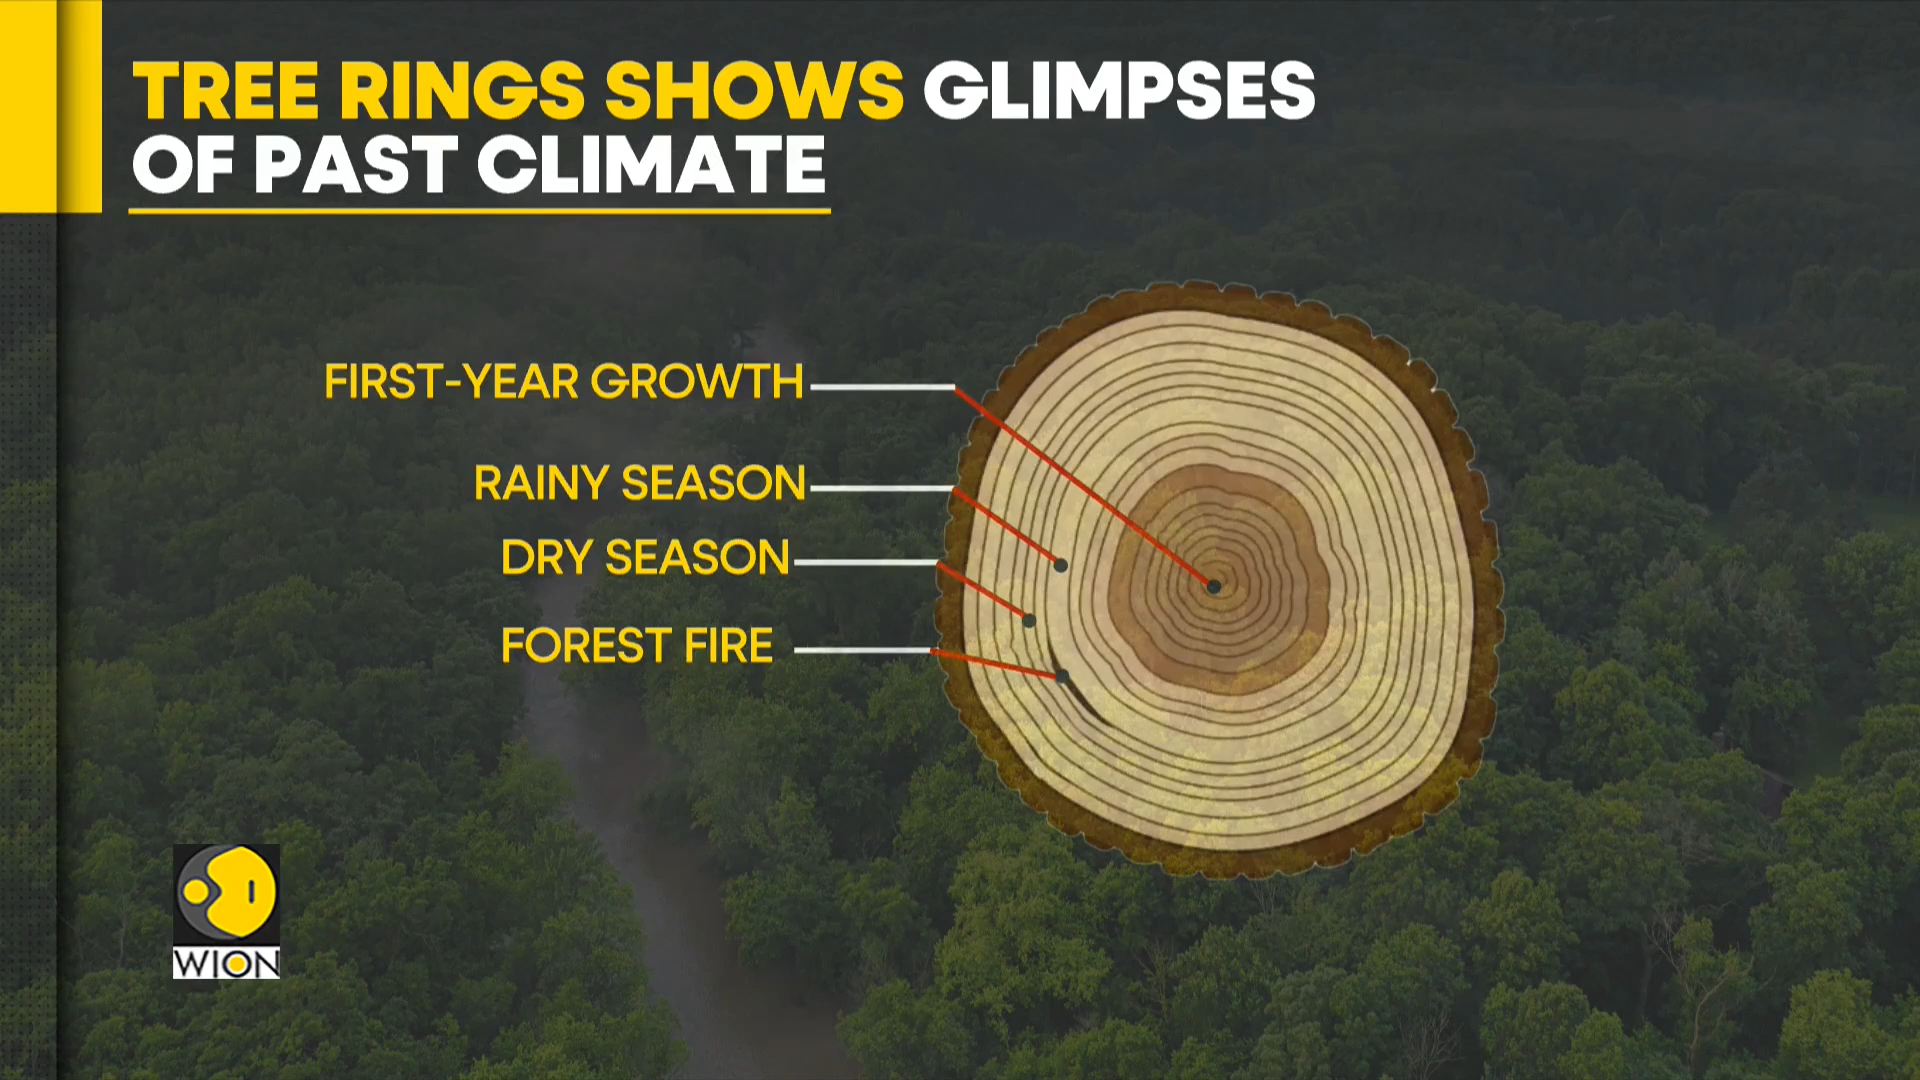 TREE RINGS SHOWS GLIMPSES
OF PAST CLIMATE
FIRST-YEAR GROWTH
RAINY SEASON
DRY SEASON
FOREST FIRE
WION